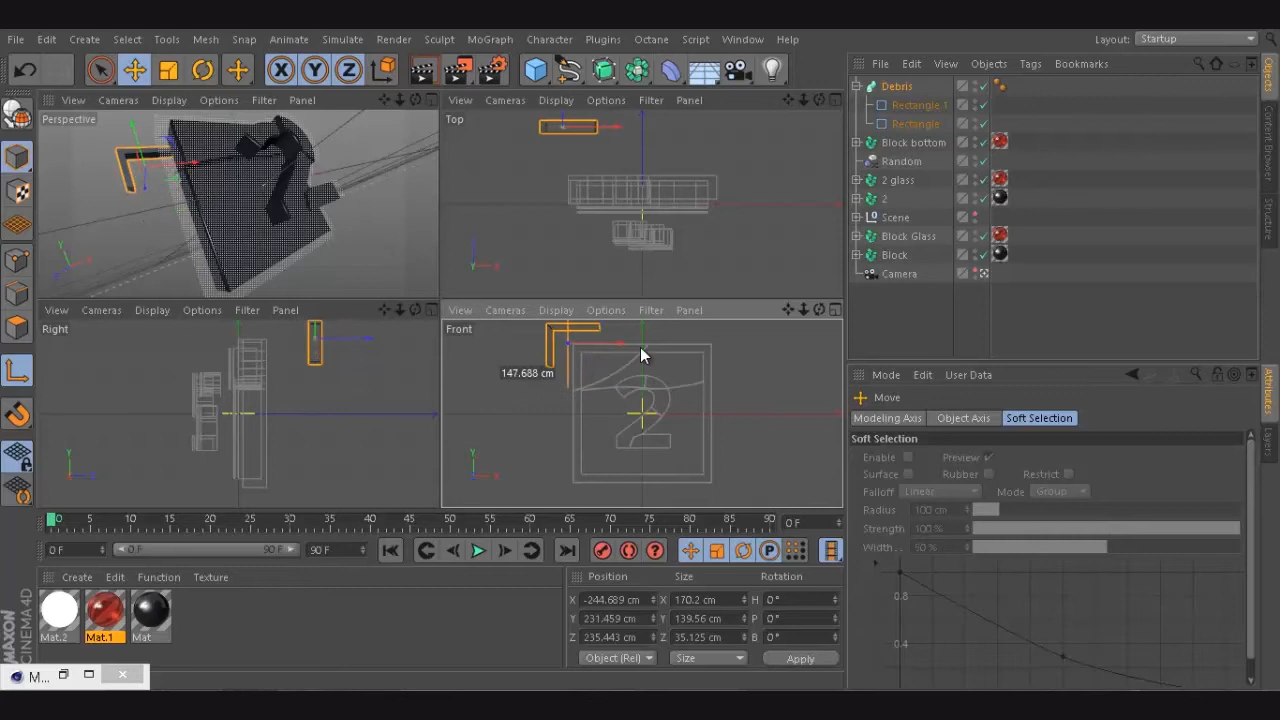 File Edit Create Select Tools Mesh Snap Animate Simulate Render Sculpt MoGraph Character Plugins Octane Script Window Help Layout: Startup
File Edit View Objects Tags Bookmarks
View Cameras Display Options Filter Panel
View Cameras Display Options Filter Panel
Perspective
Top
Debris
Rectangle 1
Rectangle
Block bottom
Random
2 glass
2
Scene
Block Glass
Block
Camera
Objects
Content Browser
Structure
View Cameras Display Options Filter Panel
View Cameras Display Options Filter Panel
Right
Front
147.688 cm
2
Mode Edit User Data
Move
Modeling Axis Object Axis Soft Selection
Soft Selection
Enable Preview
Surface Rubber Restrict
Falloff Linear Mode Group
Radius 100 cm
Strength 100 %
Width 50 %
0.8
0.4
Attributes
Layers
0 5 10 15 20 25 30 35 40 45 50 55 60 65 70 75 80 85 90 0 F
0 F 0 F 90 F 90 F
Create Edit Function Texture
Mat.2 Mat.1 Mat
Position Size Rotation
X -244.689 cm X 170.2 cm H 0°
Y 231.459 cm Y 139.56 cm P 0°
Z 235.443 cm Z 35.125 cm B 0°
Object (Rel) Size Apply
MAXON
CINEMA 4D
M...
X Y Z